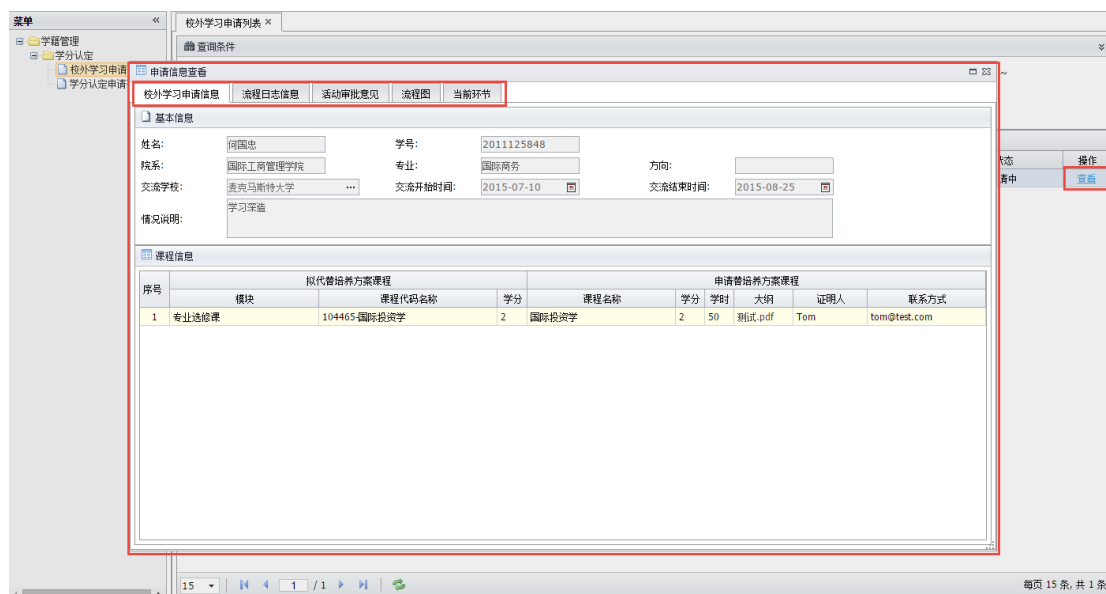 菜单 «
校外学习申请列表 ×
学籍管理
学分认定
校外学习申请
学分认定申请
查询条件
申请信息查看
~
校外学习申请信息 流程日志信息 活动审批意见 流程图 当前环节
基本信息
姓名: 何国忠 学号: 2011125848
院系: 国际工商管理学院 专业: 国际商务 方向:
状态 操作
交流学校: 麦克马斯特大学 ... 交流开始时间: 2015-07-10 交流结束时间: 2015-08-25
请中 查看
情况说明: 学习深造
课程信息
序号 拟代替培养方案课程 申请替培养方案课程
模块 课程代码名称 学分 课程名称 学分 学时 大纲 证明人 联系方式
1 专业选修课 104465-国际投资学 2 国际投资学 2 50 测试.pdf Tom tom@test.com
15 1 / 1 每页 15 条, 共 1 条